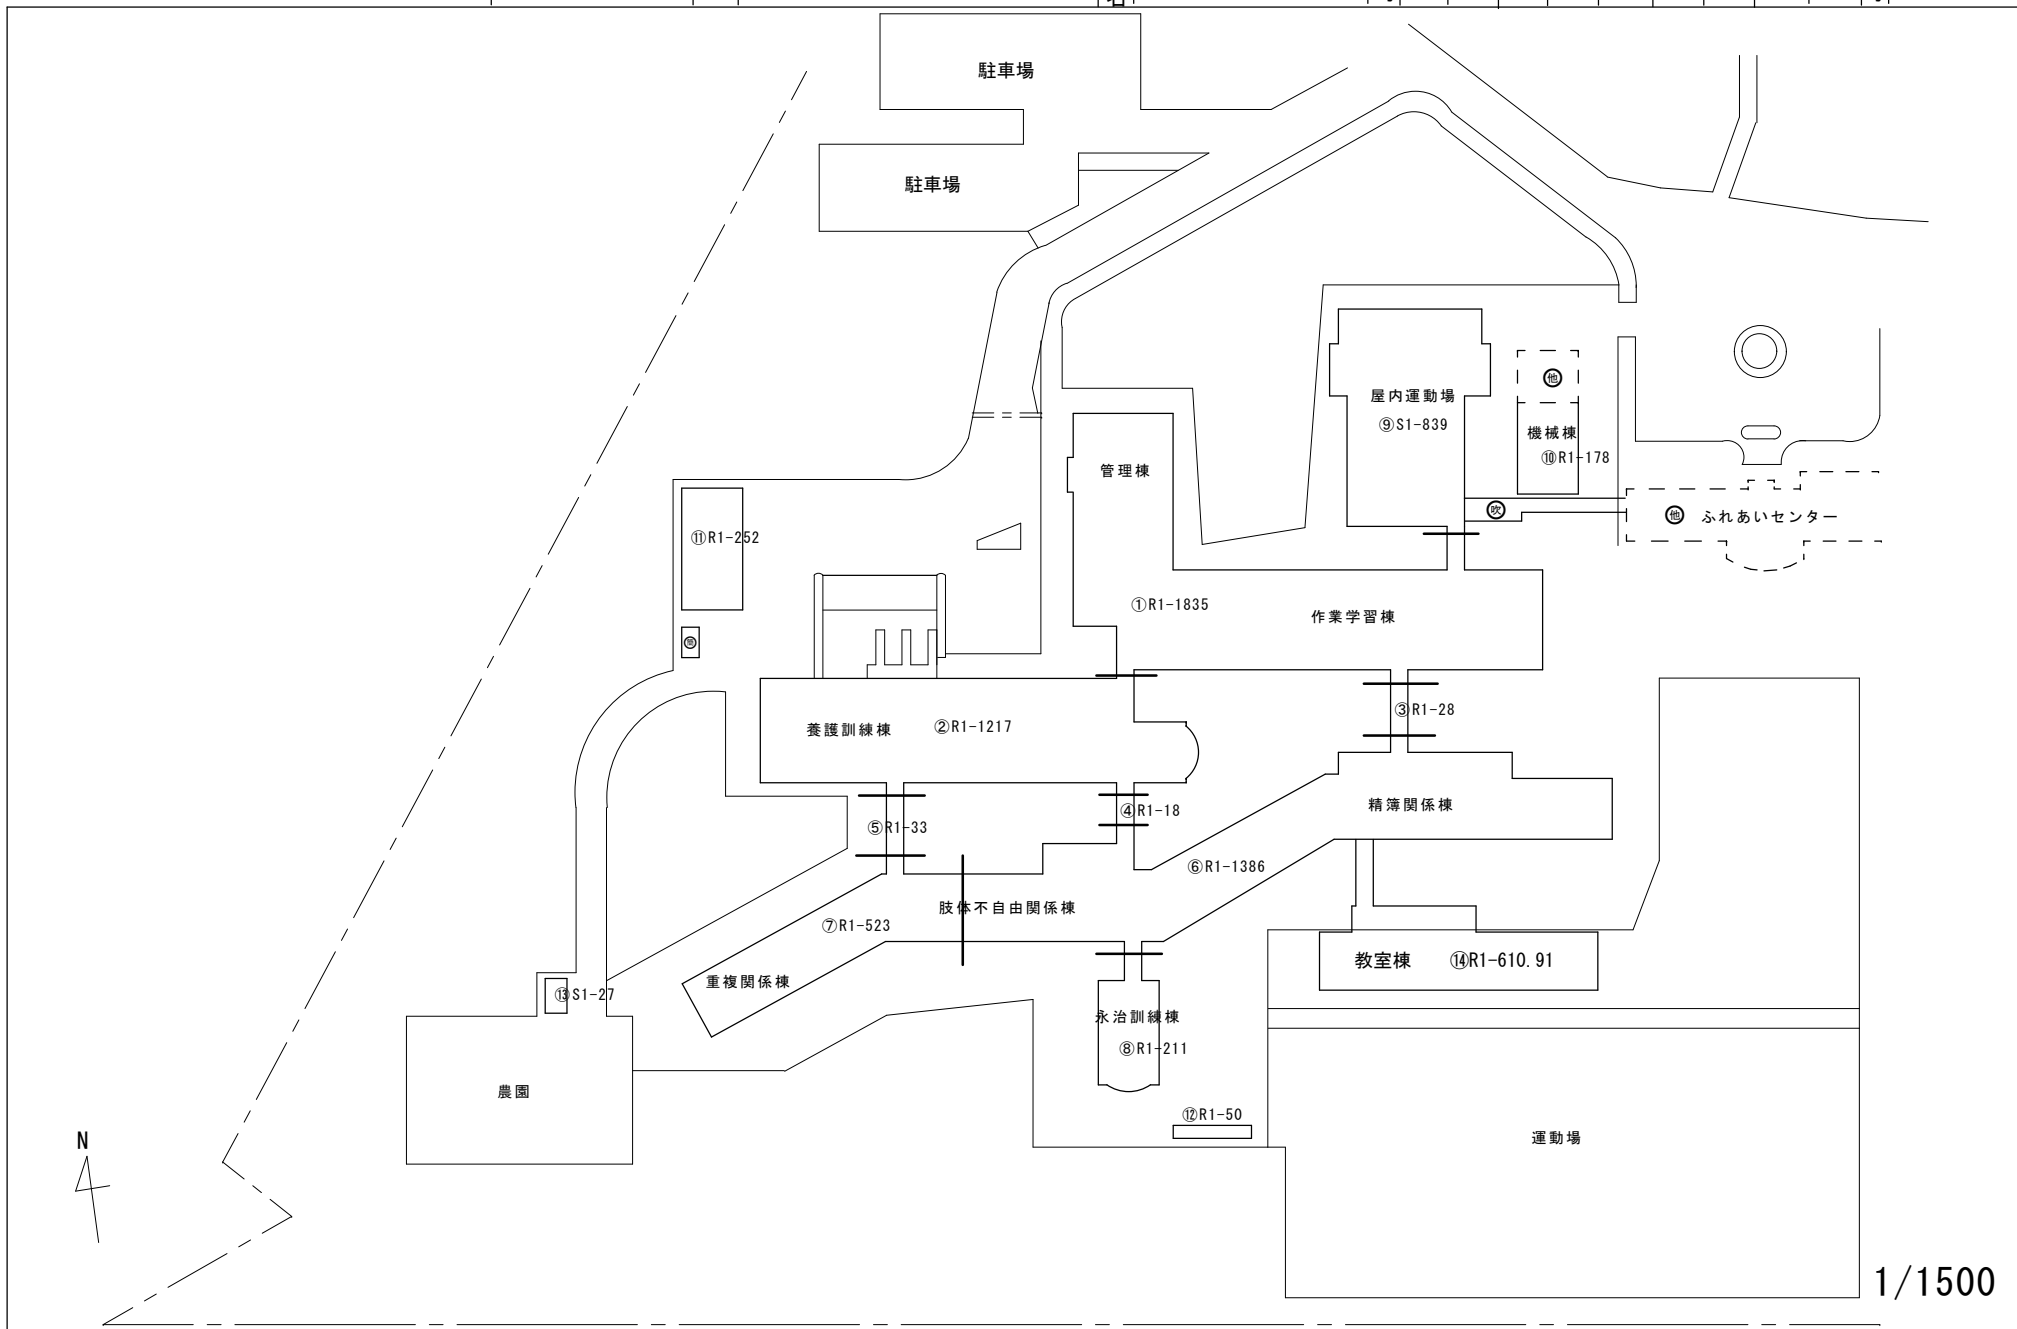 駐車場
駐車場
屋内運動場
⑨S1-839
他
機械棟
⑩R1-178
管理棟
吹
他 ふれあいセンター
⑪R1-252
①R1-1835
作業学習棟
養護訓練棟 ②R1-1217
③R1-28
④R1-18
⑤R1-33
精簿関係棟
⑥R1-1386
肢体不自由関係棟
⑦R1-523
教室棟 ⑭R1-610.91
重複関係棟
⑬S1-27
永治訓練棟
⑧R1-211
農園
⑫R1-50
運動場
N
1/1500